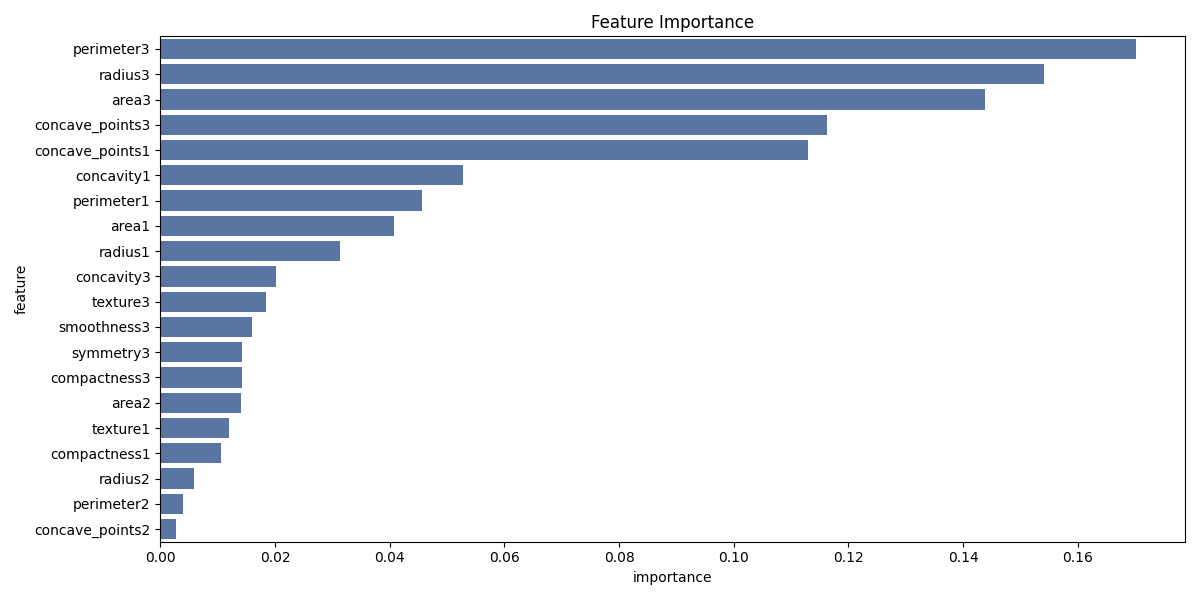 Feature Importance
perimeter3
radius3
area3
concave_points3
concave_points1
concavity1
perimeter1
area1
radius1
concavity3
texture3
smoothness3
symmetry3
compactness3
area2
texture1
compactness1
radius2
perimeter2
concave_points2
feature
0.00 0.02 0.04 0.06 0.08 0.10 0.12 0.14 0.16
importance